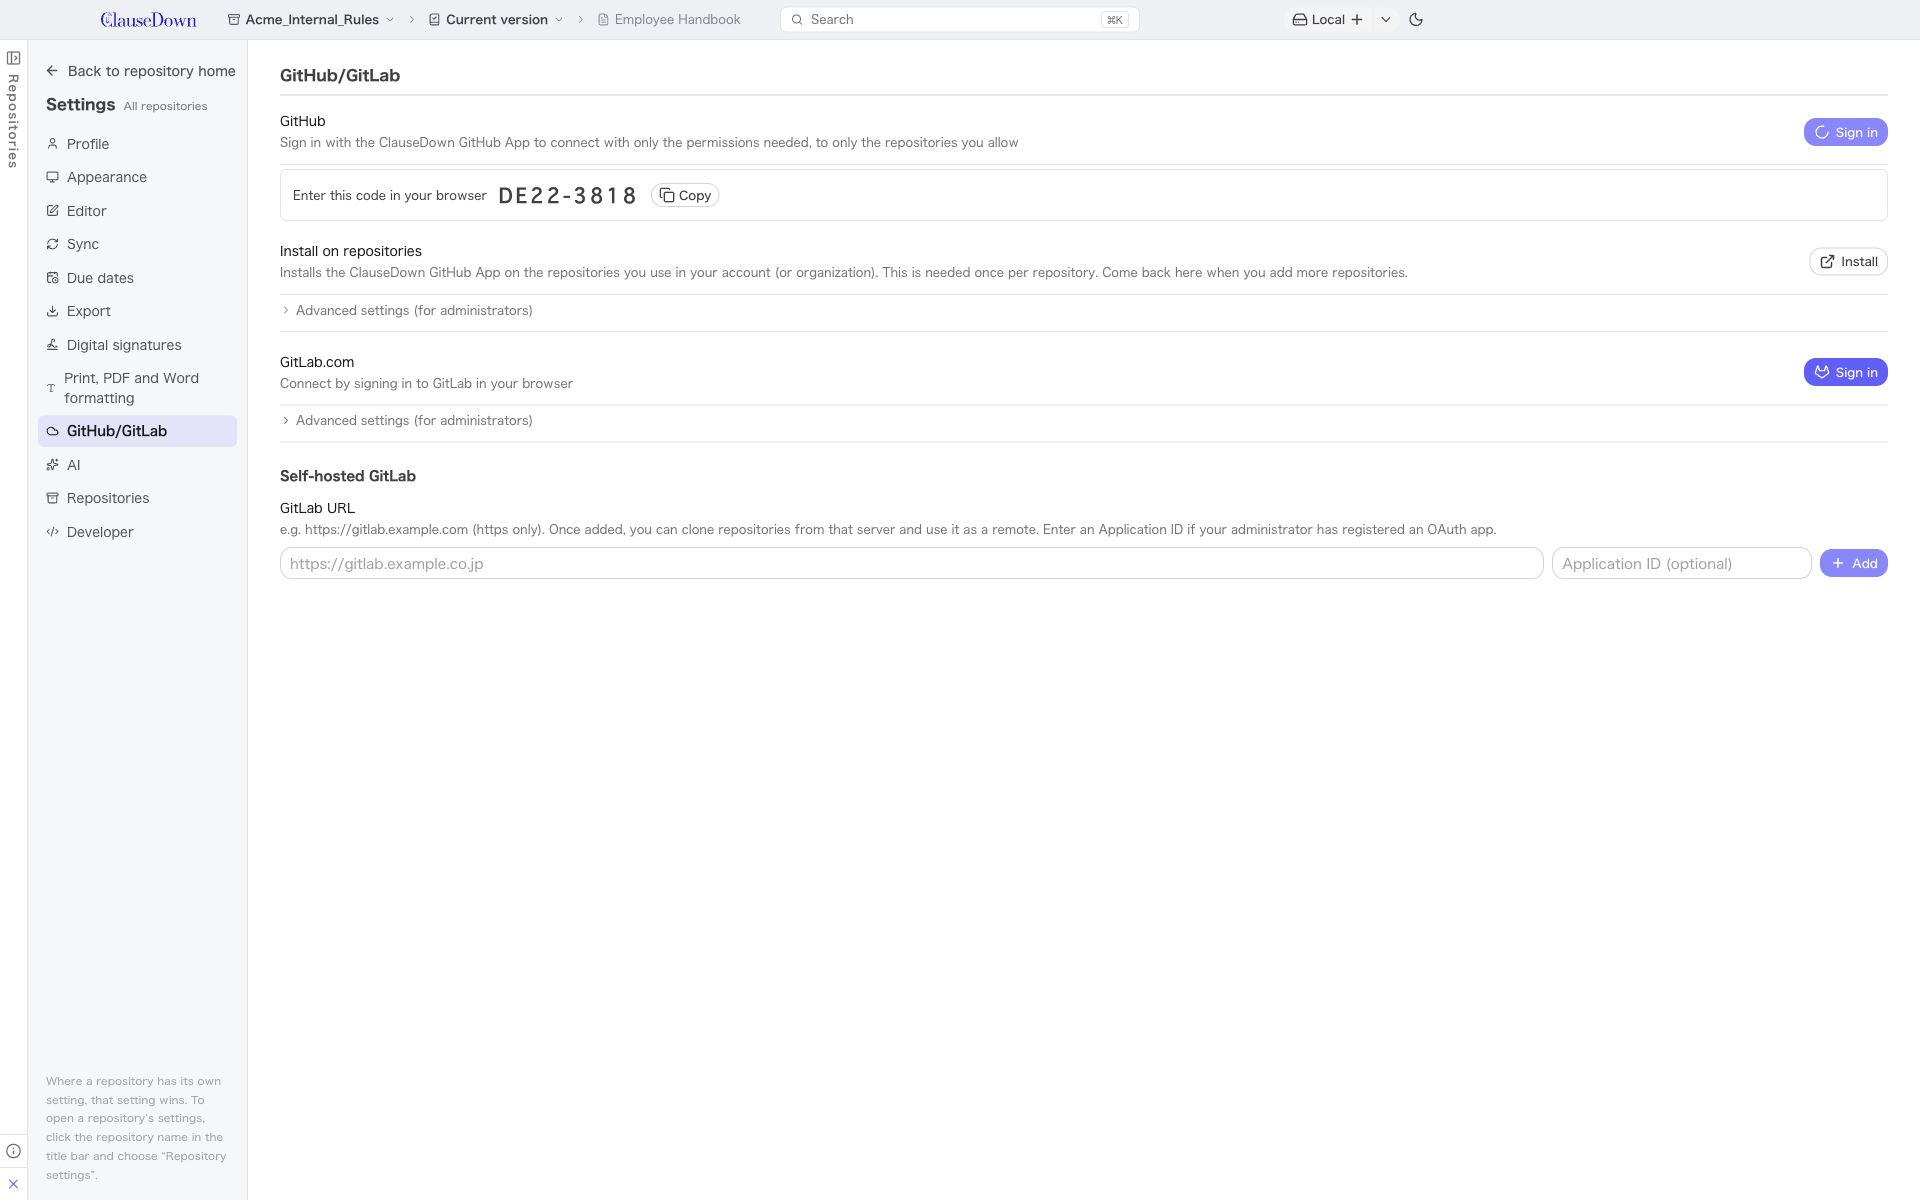 ClauseDown
Acme_Internal_Rules
Current version
Employee Handbook
Search
⌘K
Local
Repositories
Back to repository home
Settings All repositories
Profile
Appearance
Editor
Sync
Due dates
Export
Digital signatures
Print, PDF and Word
formatting
GitHub/GitLab
AI
Repositories
Developer
Where a repository has its own
setting, that setting wins. To
open a repository's settings,
click the repository name in the
title bar and choose “Repository
settings”.
GitHub/GitLab
GitHub
Sign in with the ClauseDown GitHub App to connect with only the permissions needed, to only the repositories you allow
Sign in
Enter this code in your browser DE22-3818 Copy
Install on repositories
Installs the ClauseDown GitHub App on the repositories you use in your account (or organization). This is needed once per repository. Come back here when you add more repositories.
Install
Advanced settings (for administrators)
GitLab.com
Connect by signing in to GitLab in your browser
Sign in
Advanced settings (for administrators)
Self-hosted GitLab
GitLab URL
e.g. https://gitlab.example.com (https only). Once added, you can clone repositories from that server and use it as a remote. Enter an Application ID if your administrator has registered an OAuth app.
https://gitlab.example.co.jp
Application ID (optional)
Add